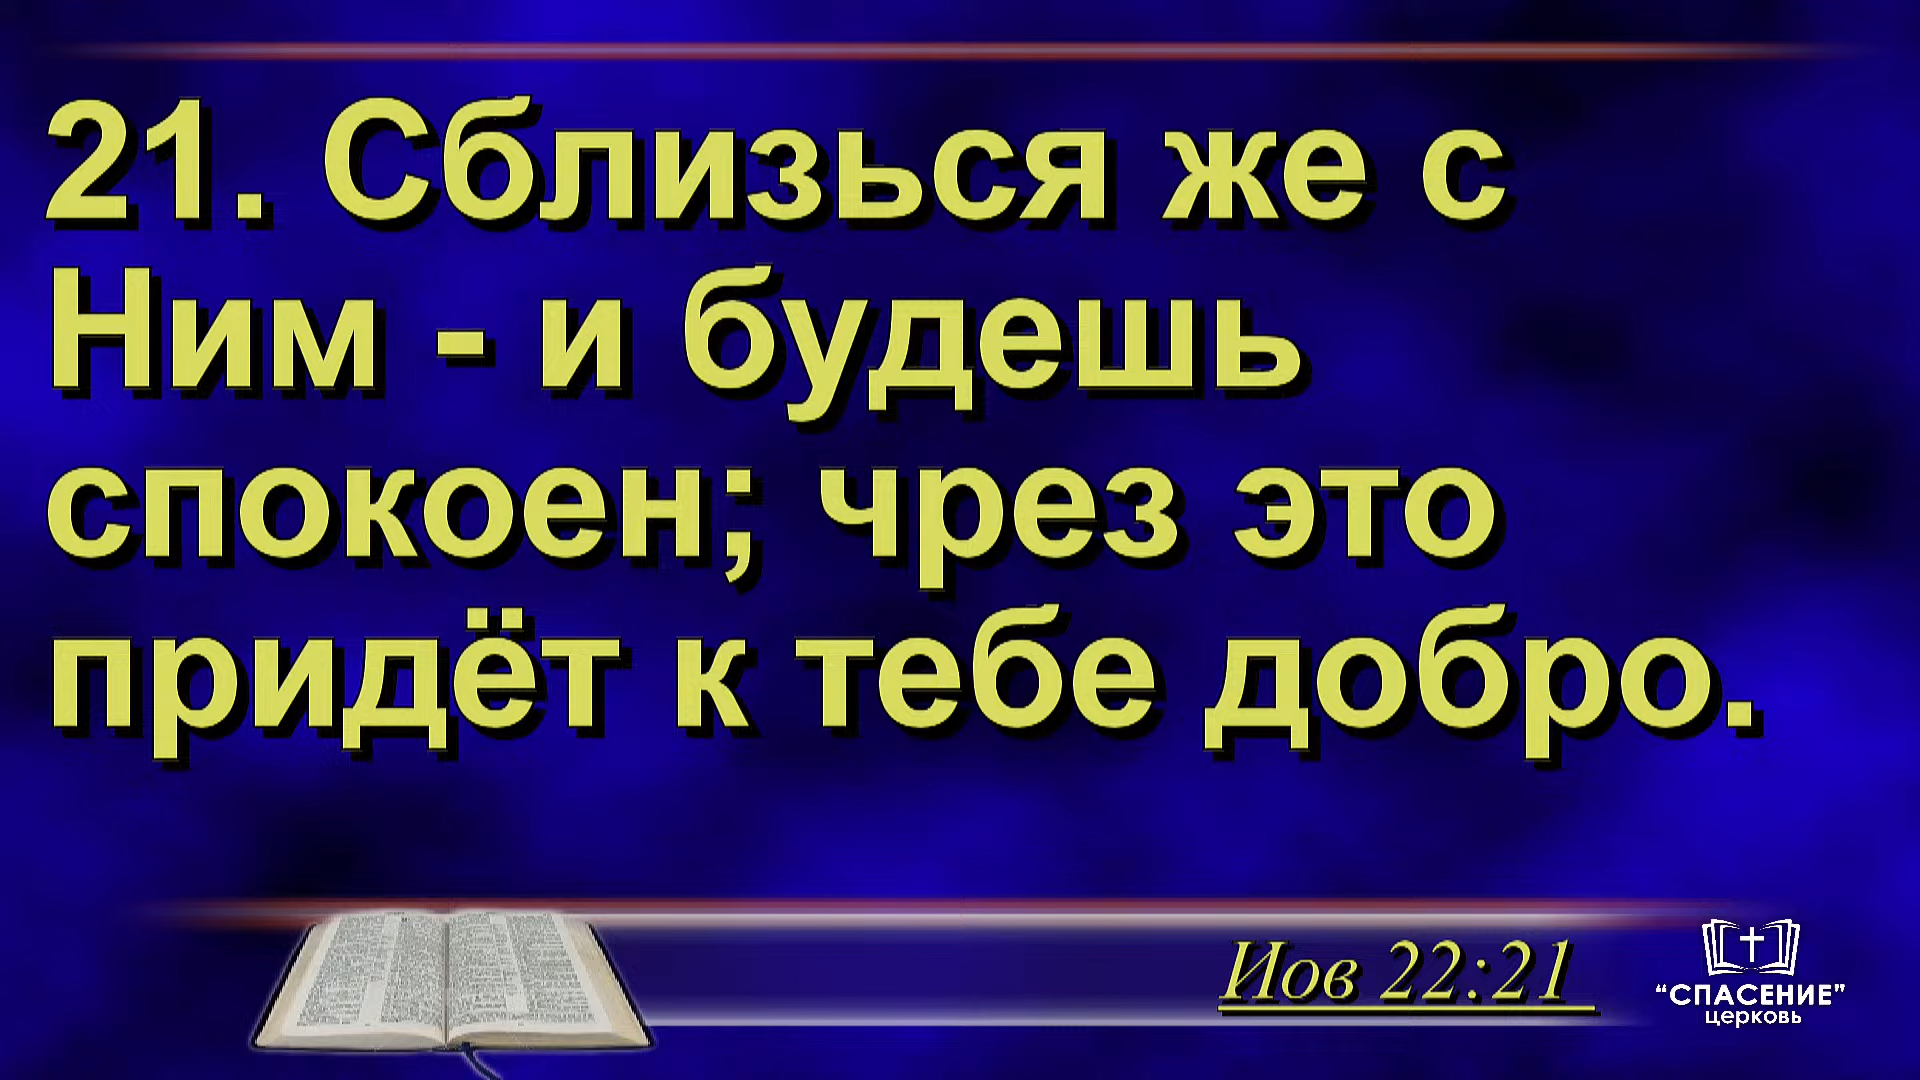 21. Сблизься же с
Ним - и будешь
спокоен; чрез это
придёт к тебе добро.
Иов 22:21
“СПАСЕНИЕ”
церковь